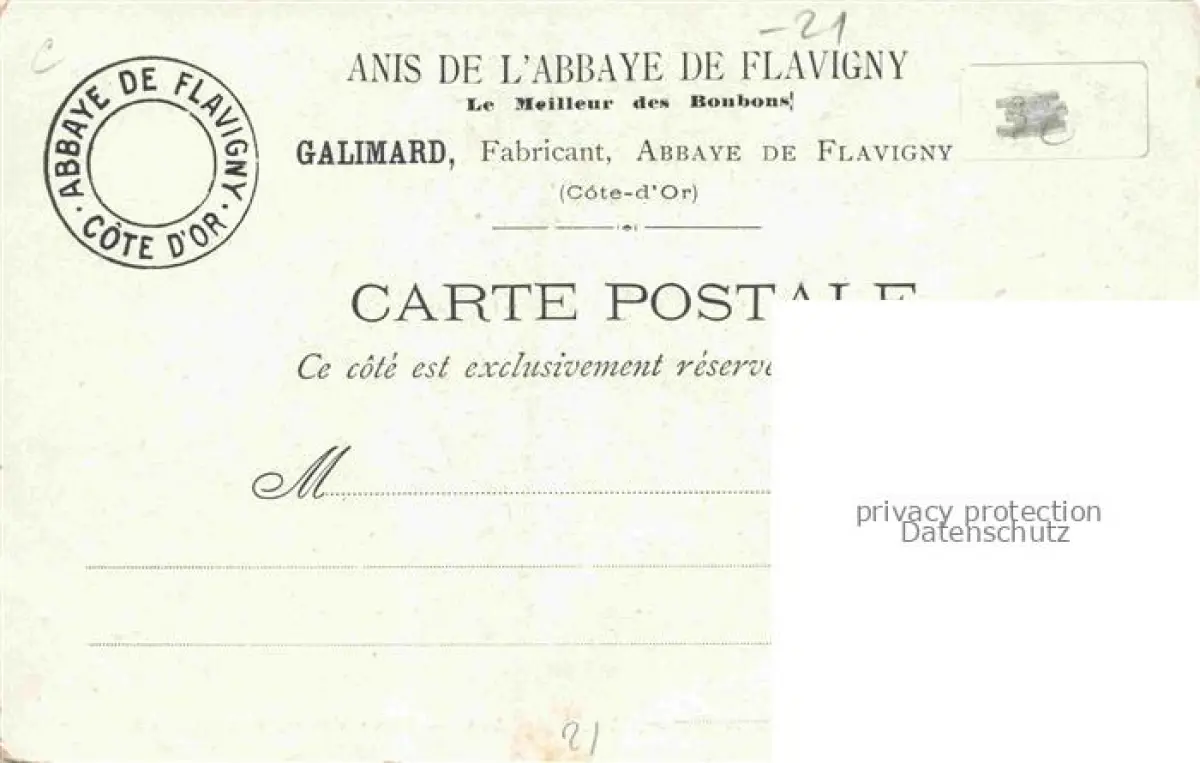 C
-21
ABBAYE DE FLAVIGNY
· CÔTE D'OR ·
ANIS DE L'ABBAYE DE FLAVIGNY
Le Meilleur des Bonbons!
GALIMARD, Fabricant, ABBAYE DE FLAVIGNY
(Côte-d'Or)
CARTE POSTALE
Ce côté est exclusivement réservé
M
privacy protection
Datenschutz
21